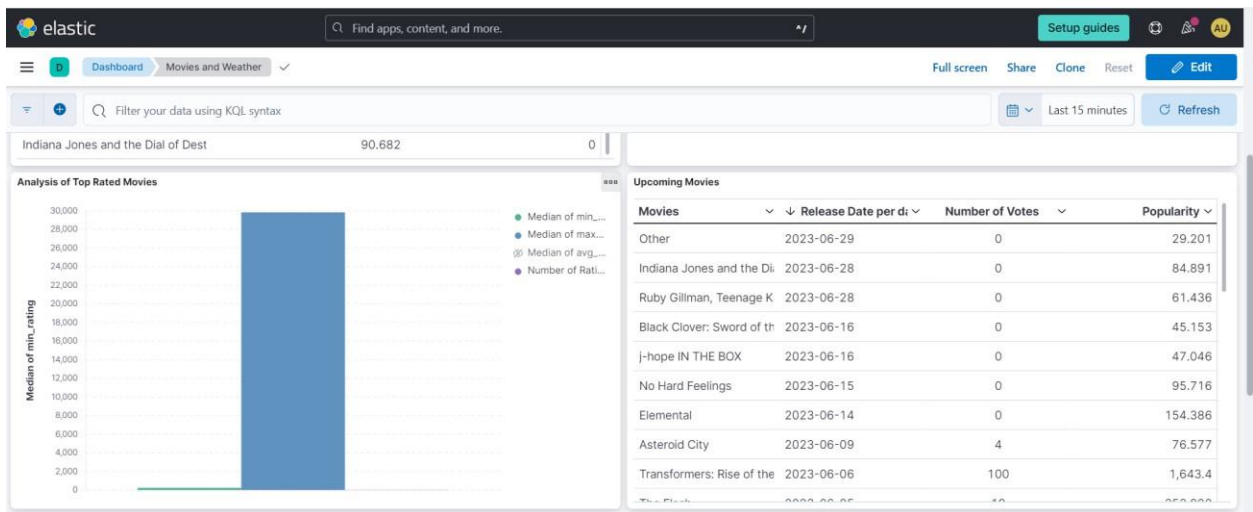 elastic
Find apps, content, and more.
^/
Setup guides
AU
D
Dashboard
Movies and Weather
Full screen
Share
Clone
Reset
Edit
Filter your data using KQL syntax
Last 15 minutes
Refresh
Indiana Jones and the Dial of Dest 90.682 0
Analysis of Top Rated Movies
30,000
28,000
26,000
24,000
22,000
20,000
18,000
16,000
14,000
12,000
10,000
8,000
6,000
4,000
2,000
0
Median of min_rating
Median of min_...
Median of max...
Median of avg_...
Number of Rati...
Upcoming Movies
Movies Release Date per da Number of Votes Popularity
Other 2023-06-29 0 29.201
Indiana Jones and the Di 2023-06-28 0 84.891
Ruby Gillman, Teenage K 2023-06-28 0 61.436
Black Clover: Sword of th 2023-06-16 0 45.153
j-hope IN THE BOX 2023-06-16 0 47.046
No Hard Feelings 2023-06-15 0 95.716
Elemental 2023-06-14 0 154.386
Asteroid City 2023-06-09 4 76.577
Transformers: Rise of the 2023-06-06 100 1,643.4